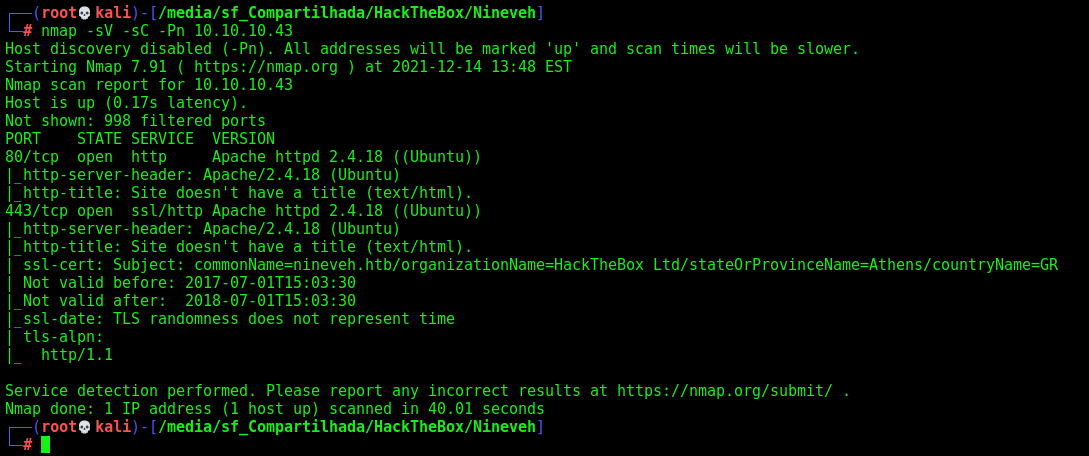 ┌──(root💀kali)-[/media/sf_Compartilhada/HackTheBox/Nineveh]
└─# nmap -sV -sC -Pn 10.10.10.43
Host discovery disabled (-Pn). All addresses will be marked 'up' and scan times will be slower.
Starting Nmap 7.91 ( https://nmap.org ) at 2021-12-14 13:48 EST
Nmap scan report for 10.10.10.43
Host is up (0.17s latency).
Not shown: 998 filtered ports
PORT    STATE SERVICE  VERSION
80/tcp  open  http     Apache httpd 2.4.18 ((Ubuntu))
|_http-server-header: Apache/2.4.18 (Ubuntu)
|_http-title: Site doesn't have a title (text/html).
443/tcp open  ssl/http Apache httpd 2.4.18 ((Ubuntu))
|_http-server-header: Apache/2.4.18 (Ubuntu)
|_http-title: Site doesn't have a title (text/html).
| ssl-cert: Subject: commonName=nineveh.htb/organizationName=HackTheBox Ltd/stateOrProvinceName=Athens/countryName=GR
| Not valid before: 2017-07-01T15:03:30
|_Not valid after:  2018-07-01T15:03:30
|_ssl-date: TLS randomness does not represent time
| tls-alpn:
|_  http/1.1
Service detection performed. Please report any incorrect results at https://nmap.org/submit/ .
Nmap done: 1 IP address (1 host up) scanned in 40.01 seconds
┌──(root💀kali)-[/media/sf_Compartilhada/HackTheBox/Nineveh]
└─#